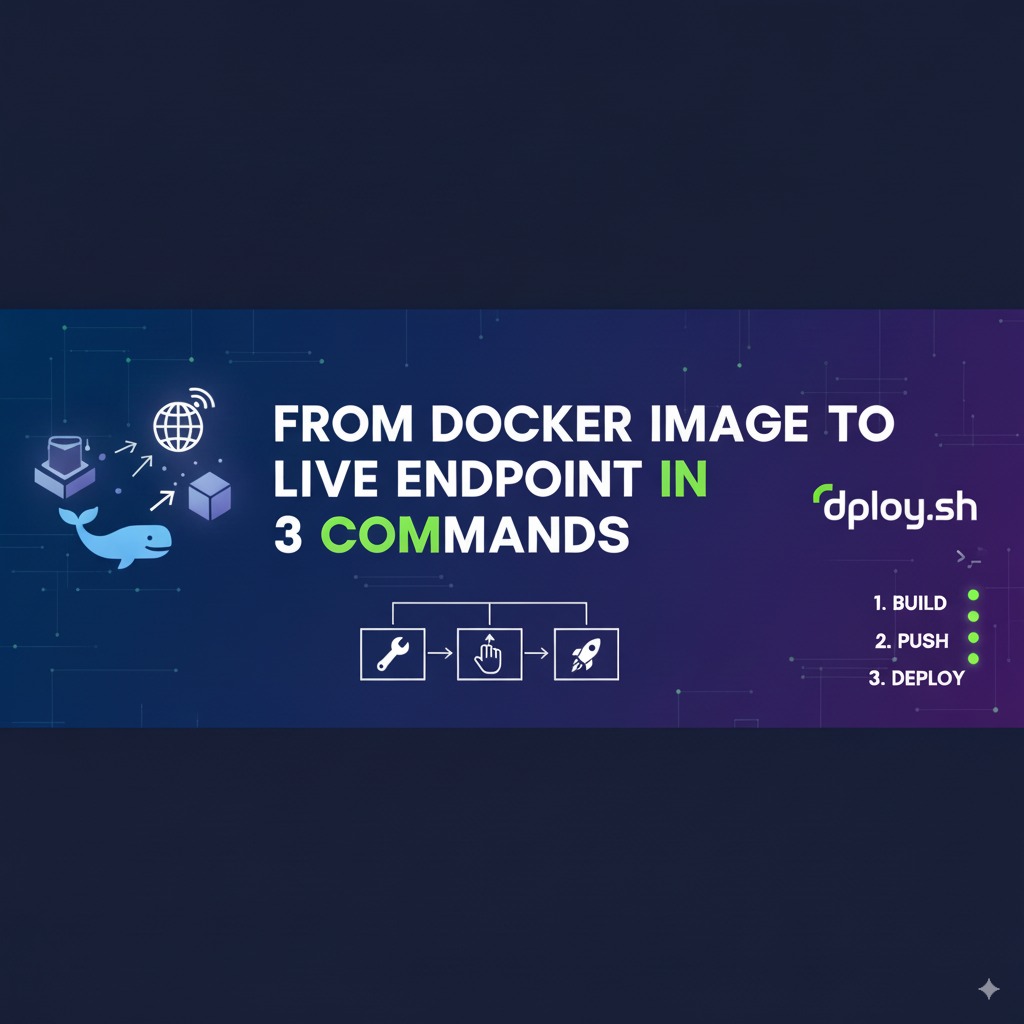 FROM DOCKER IMAGE TO
LIVE ENDPOINT IN
3 COMMANDS
dploy.sh
>_
1. BUILD
2. PUSH
3. DEPLOY